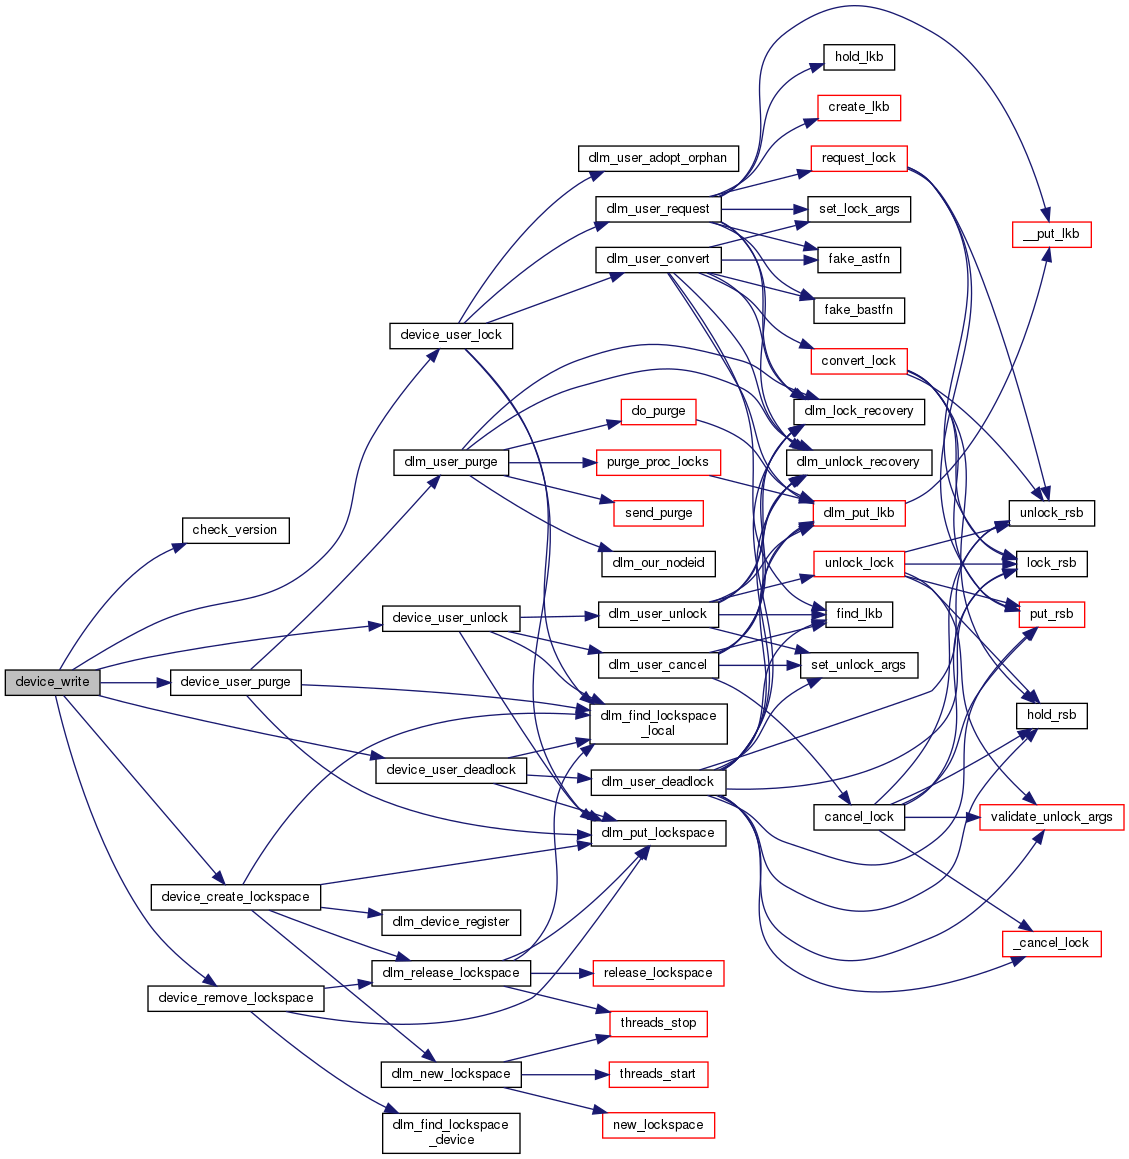 hold_lkb
create_lkb
dlm_user_adopt_orphan
request_lock
dlm_user_request
set_lock_args
__put_lkb
dlm_user_convert
fake_astfn
fake_bastfn
device_user_lock
convert_lock
do_purge
dlm_lock_recovery
dlm_user_purge
purge_proc_locks
dlm_unlock_recovery
send_purge
dlm_put_lkb
unlock_rsb
check_version
dlm_our_nodeid
unlock_lock
lock_rsb
device_user_unlock
dlm_user_unlock
find_lkb
put_rsb
dlm_user_cancel
set_unlock_args
device_write
device_user_purge
dlm_find_lockspace
_local
hold_rsb
device_user_deadlock
dlm_user_deadlock
cancel_lock
validate_unlock_args
dlm_put_lockspace
device_create_lockspace
dlm_device_register
_cancel_lock
dlm_release_lockspace
release_lockspace
device_remove_lockspace
threads_stop
dlm_new_lockspace
threads_start
new_lockspace
dlm_find_lockspace
_device